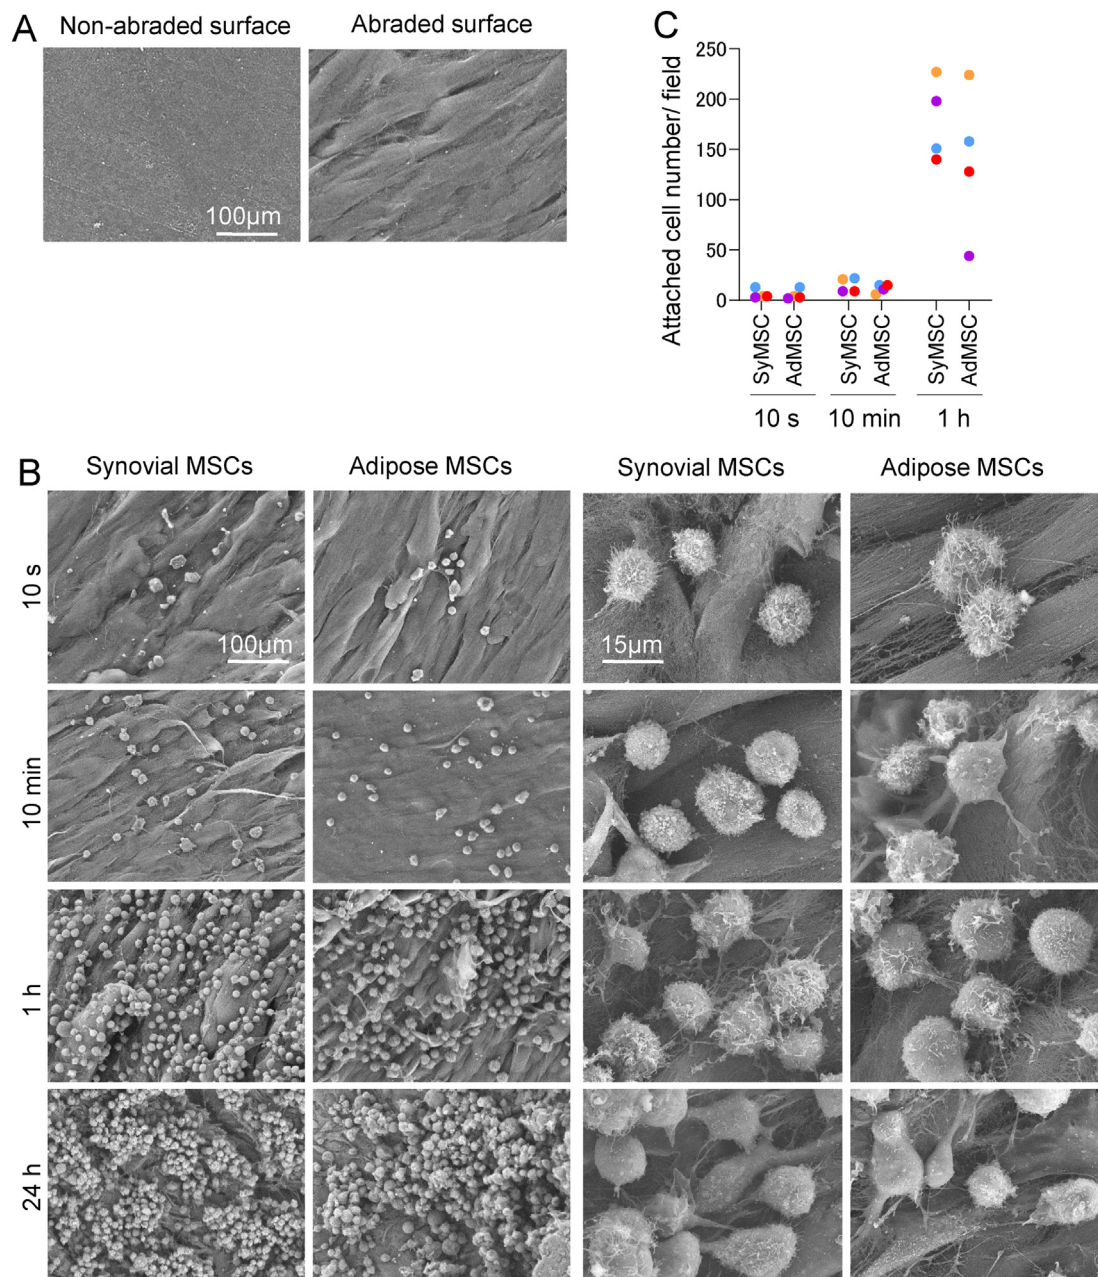 A
Non-abraded surface
Abraded surface
100μm
C
Attached cell number/ field
250
200
150
100
50
0
SyMSC
AdMSC
SyMSC
AdMSC
SyMSC
AdMSC
10 s
10 min
1 h
B
Synovial MSCs
Adipose MSCs
Synovial MSCs
Adipose MSCs
10 s
100μm
15μm
10 min
1 h
24 h